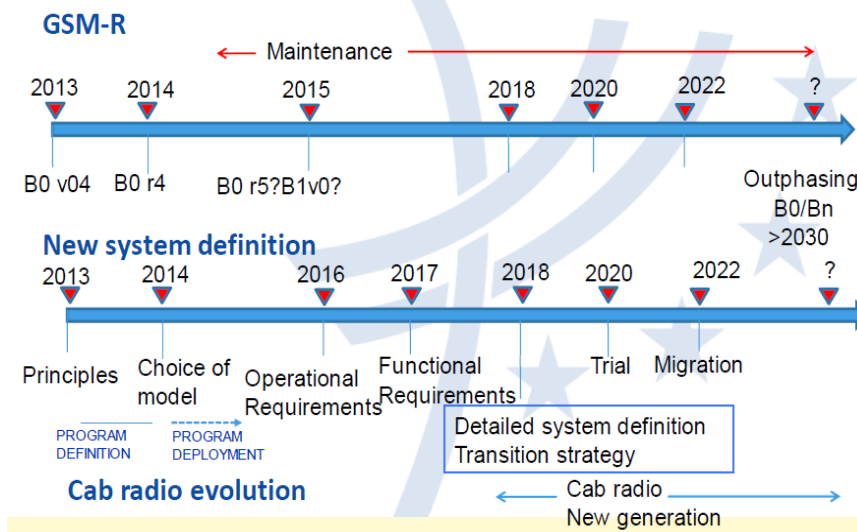 GSM-R
Maintenance
2013 2014 2015 2018 2020 2022 ?
B0 v04 B0 r4 B0 r5?B1v0?
Outphasing
B0/Bn
>2030
New system definition
2013 2014 2016 2017 2018 2020 2022 ?
Principles
Choice of
model
Operational
Requirements
Functional
Requirements
Trial
Migration
PROGRAM
DEFINITION
PROGRAM
DEPLOYMENT
Detailed system definition
Transition strategy
Cab radio evolution
Cab radio
New generation